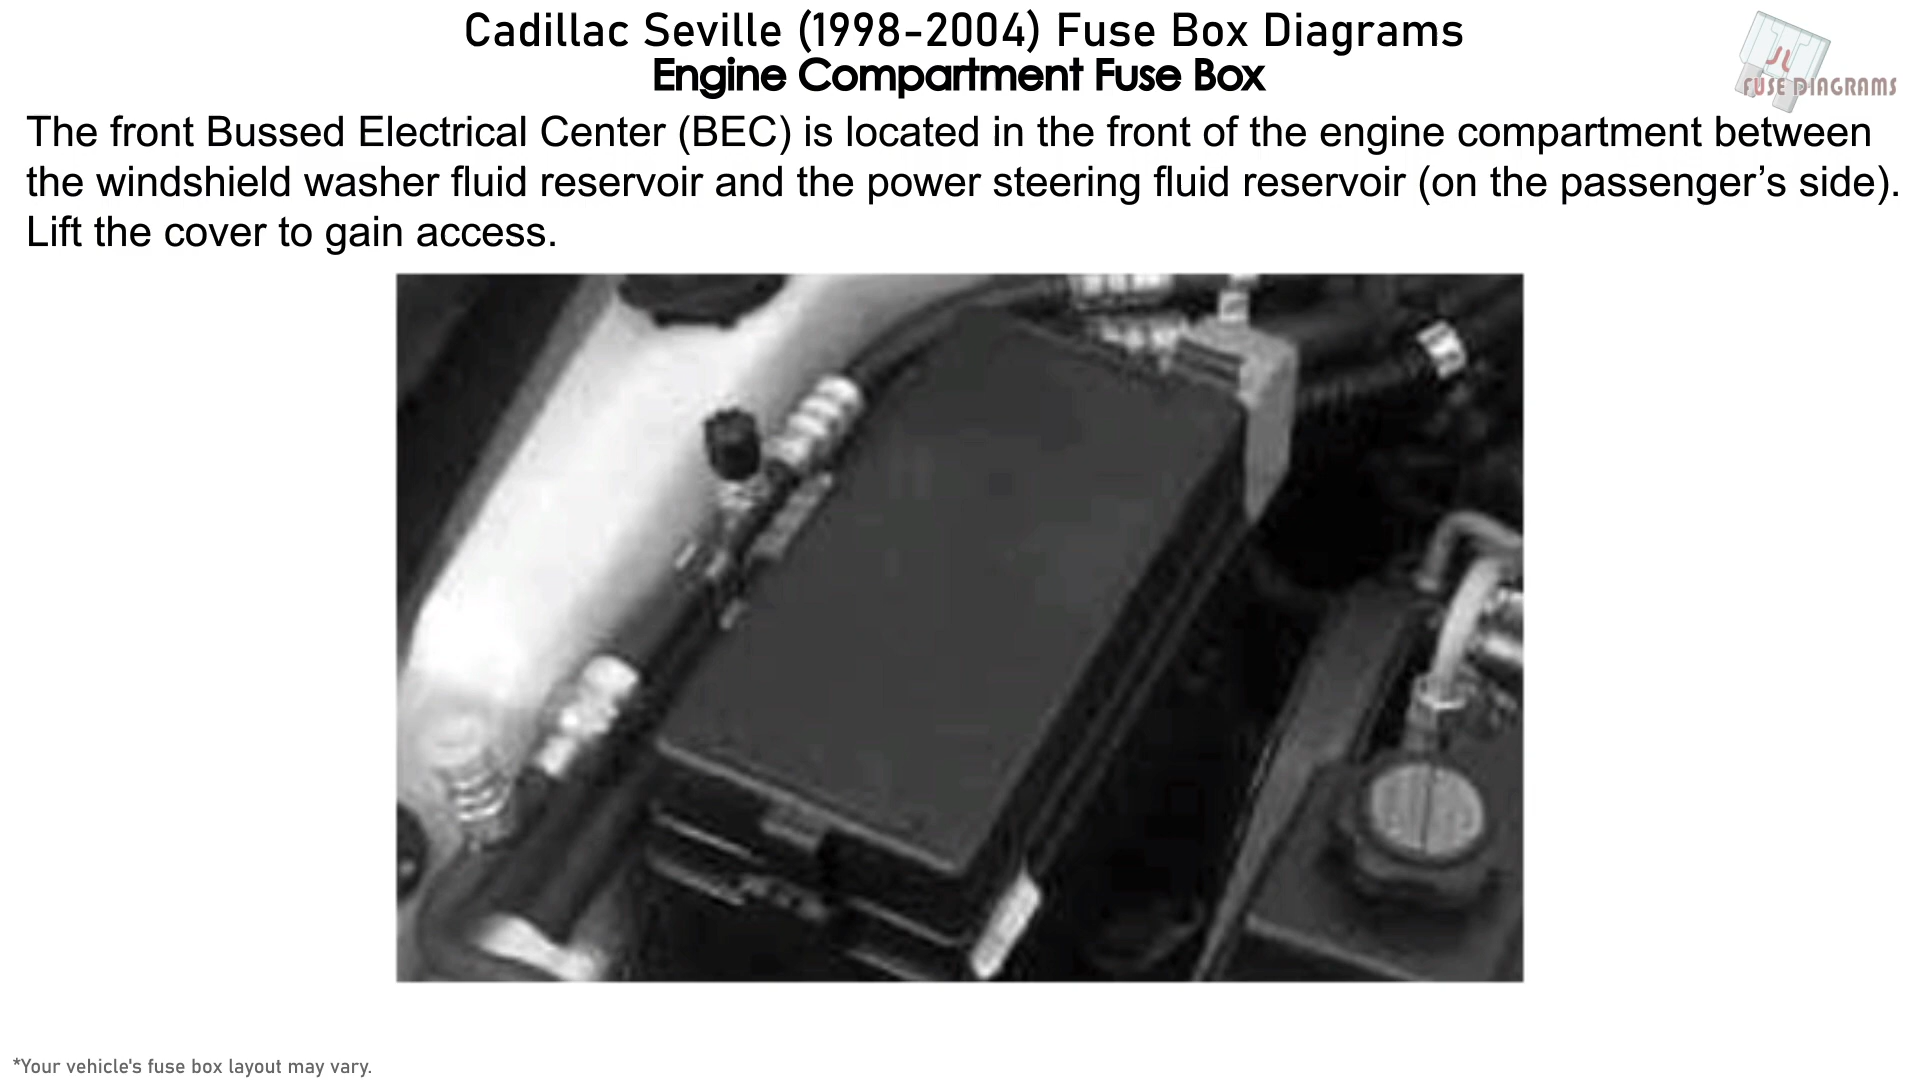 Cadillac Seville (1998-2004) Fuse Box Diagrams
Engine Compartment Fuse Box
JL
FUSE DIAGRAMS
The front Bussed Electrical Center (BEC) is located in the front of the engine compartment between
the windshield washer fluid reservoir and the power steering fluid reservoir (on the passenger’s side).
Lift the cover to gain access.
*Your vehicle's fuse box layout may vary.